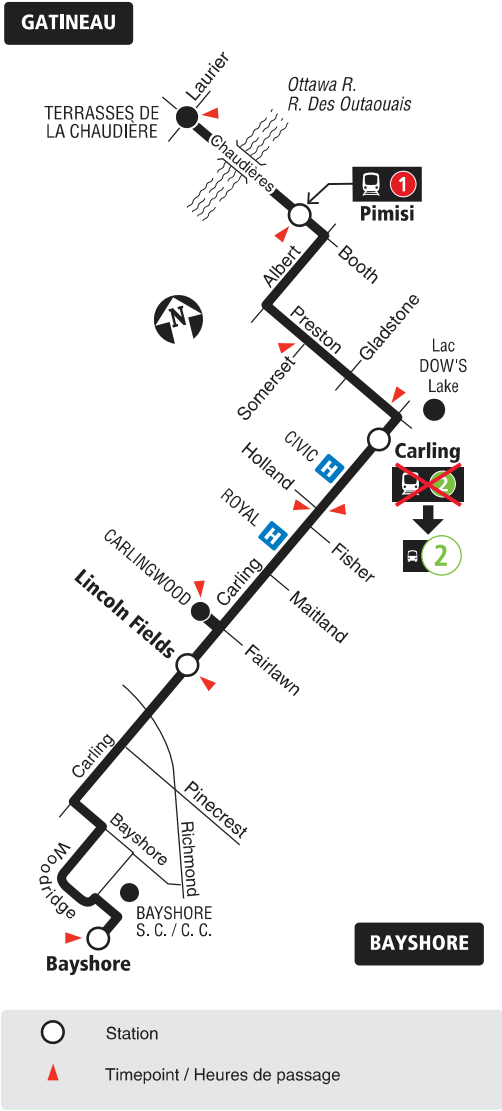 GATINEAU
Laurier
Ottawa R.
R. Des Outaouais
TERRASSES DE
LA CHAUDIÈRE
Chaudières
1
Pimisi
Albert
Booth
N
Preston
Gladstone
Somerset
Lac
DOW'S
Lake
CIVIC H
Carling
2
Holland
ROYAL H
2
Fisher
CARLINGWOOD
Carling
Maitland
Lincoln Fields
Fairlawn
Carling
Pinecrest
Bayshore
Richmond
Woodridge
BAYSHORE
S. C. / C. C.
Bayshore
BAYSHORE
Station
Timepoint / Heures de passage